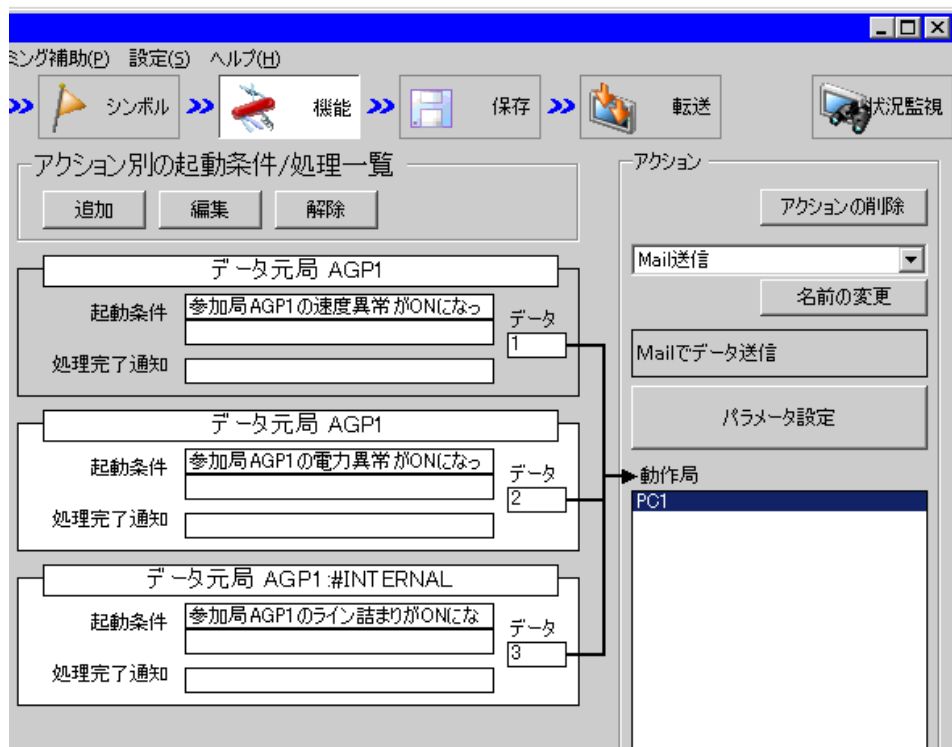 ミング補助(P) 設定(S) ヘルプ(H)
シンボル 機能 保存 転送 状況監視
アクション別の起動条件/処理一覧
追加 編集 解除
データ元局 AGP1
起動条件 参加局AGP1の速度異常がONになっ
データ
1
処理完了通知
データ元局 AGP1
起動条件 参加局AGP1の電力異常がONになっ
データ
2
処理完了通知
データ元局 AGP1:#INTERNAL
起動条件 参加局AGP1のライン詰まりがONにな
データ
3
処理完了通知
アクション
アクションの削除
Mail送信
名前の変更
Mailでデータ送信
パラメータ設定
動作局
PC1